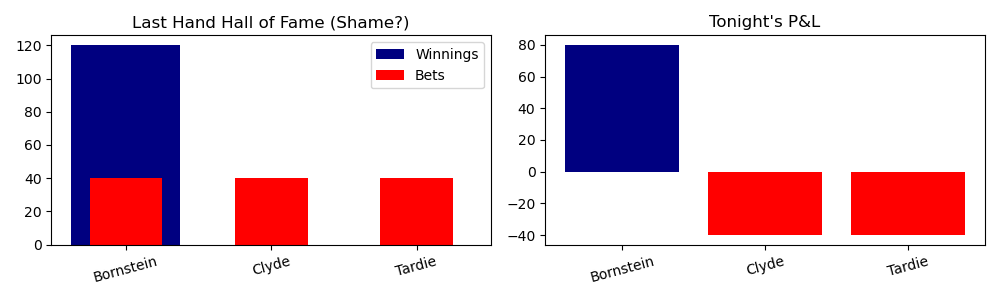 Last Hand Hall of Fame (Shame?)
120
100
80
60
40
20
0
Winnings
Bets
Bornstein
Clyde
Tardie
Tonight's P&L
80
60
40
20
0
−20
−40
Bornstein
Clyde
Tardie